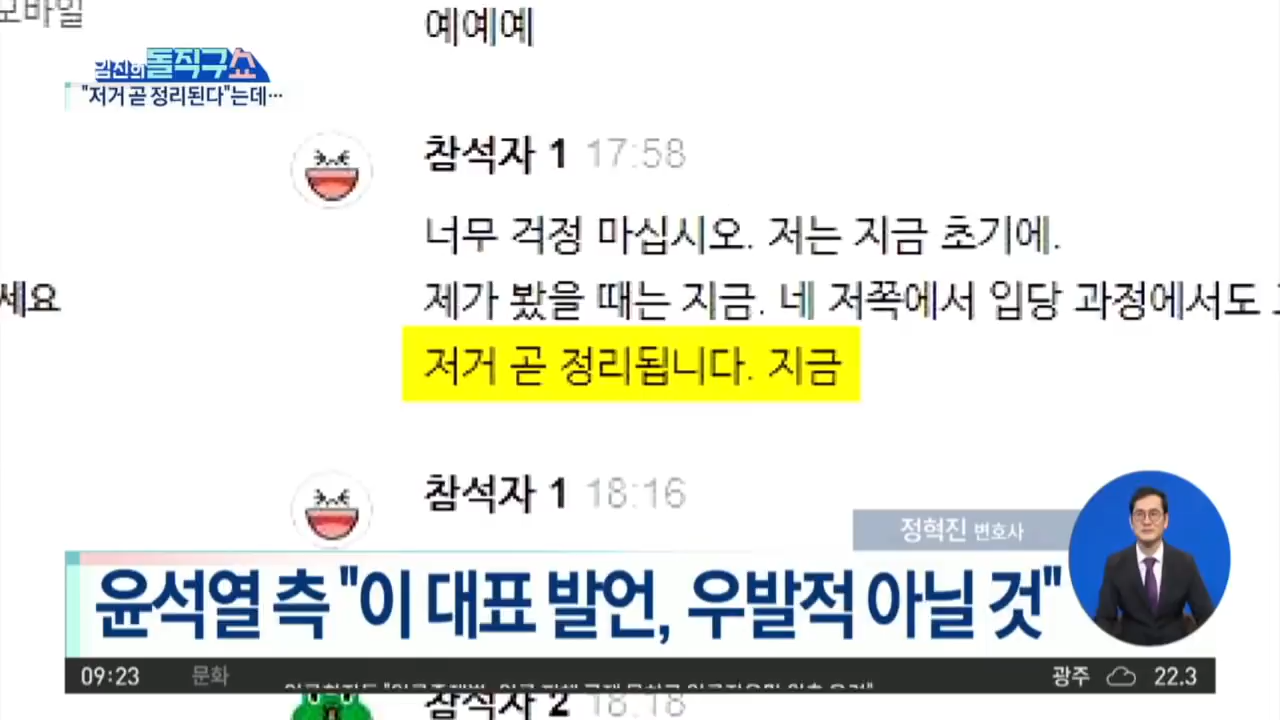 모바일
예예예
김진의 돌직구쇼
"저거 곧 정리된다"는데…
참석자 1 17:58
너무 걱정 마십시오. 저는 지금 초기에.
세요
제가 봤을 때는 지금. 네 저쪽에서 입당 과정에서도
저거 곧 정리됩니다. 지금
참석자 1 18:16
정혁진 변호사
윤석열 측 "이 대표 발언, 우발적 아닐 것"
09:23 문화
광주 22.3
참석자 2 18:18